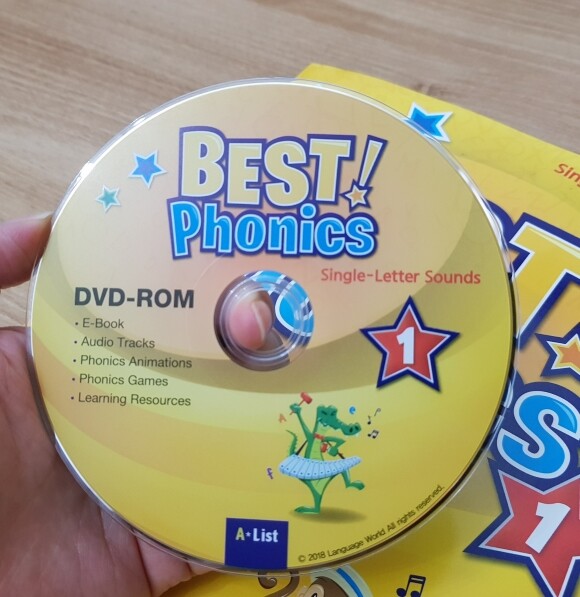 BEST!
Phonics
Single-Letter Sounds
1
DVD-ROM
• E-Book
• Audio Tracks
• Phonics Animations
• Phonics Games
• Learning Resources
A★List
© 2018 Language World All rights reserved.
Sin
T
s
1